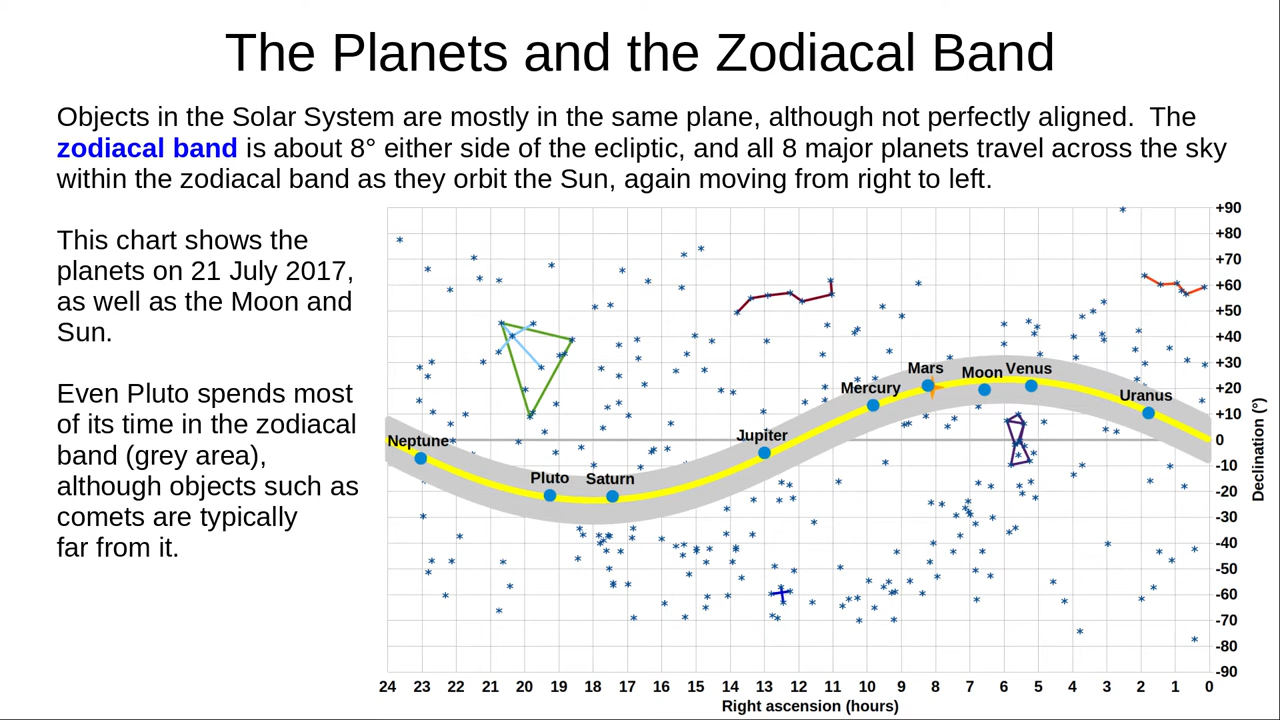 The Planets and the Zodiacal Band
Objects in the Solar System are mostly in the same plane, although not perfectly aligned.  The
zodiacal band is about 8° either side of the ecliptic, and all 8 major planets travel across the sky
within the zodiacal band as they orbit the Sun, again moving from right to left.
This chart shows the
planets on 21 July 2017,
as well as the Moon and
Sun.
Even Pluto spends most
of its time in the zodiacal
band (grey area),
although objects such as
comets are typically
far from it.
+90
+80
+70
+60
+50
+40
+30
+20
+10
0
-10
-20
-30
-40
-50
-60
-70
-80
-90
Declination (°)
Mars
Moon
Venus
Mercury
Uranus
Jupiter
Neptune
Pluto
Saturn
24 23 22 21 20 19 18 17 16 15 14 13 12 11 10 9 8 7 6 5 4 3 2 1 0
Right ascension (hours)